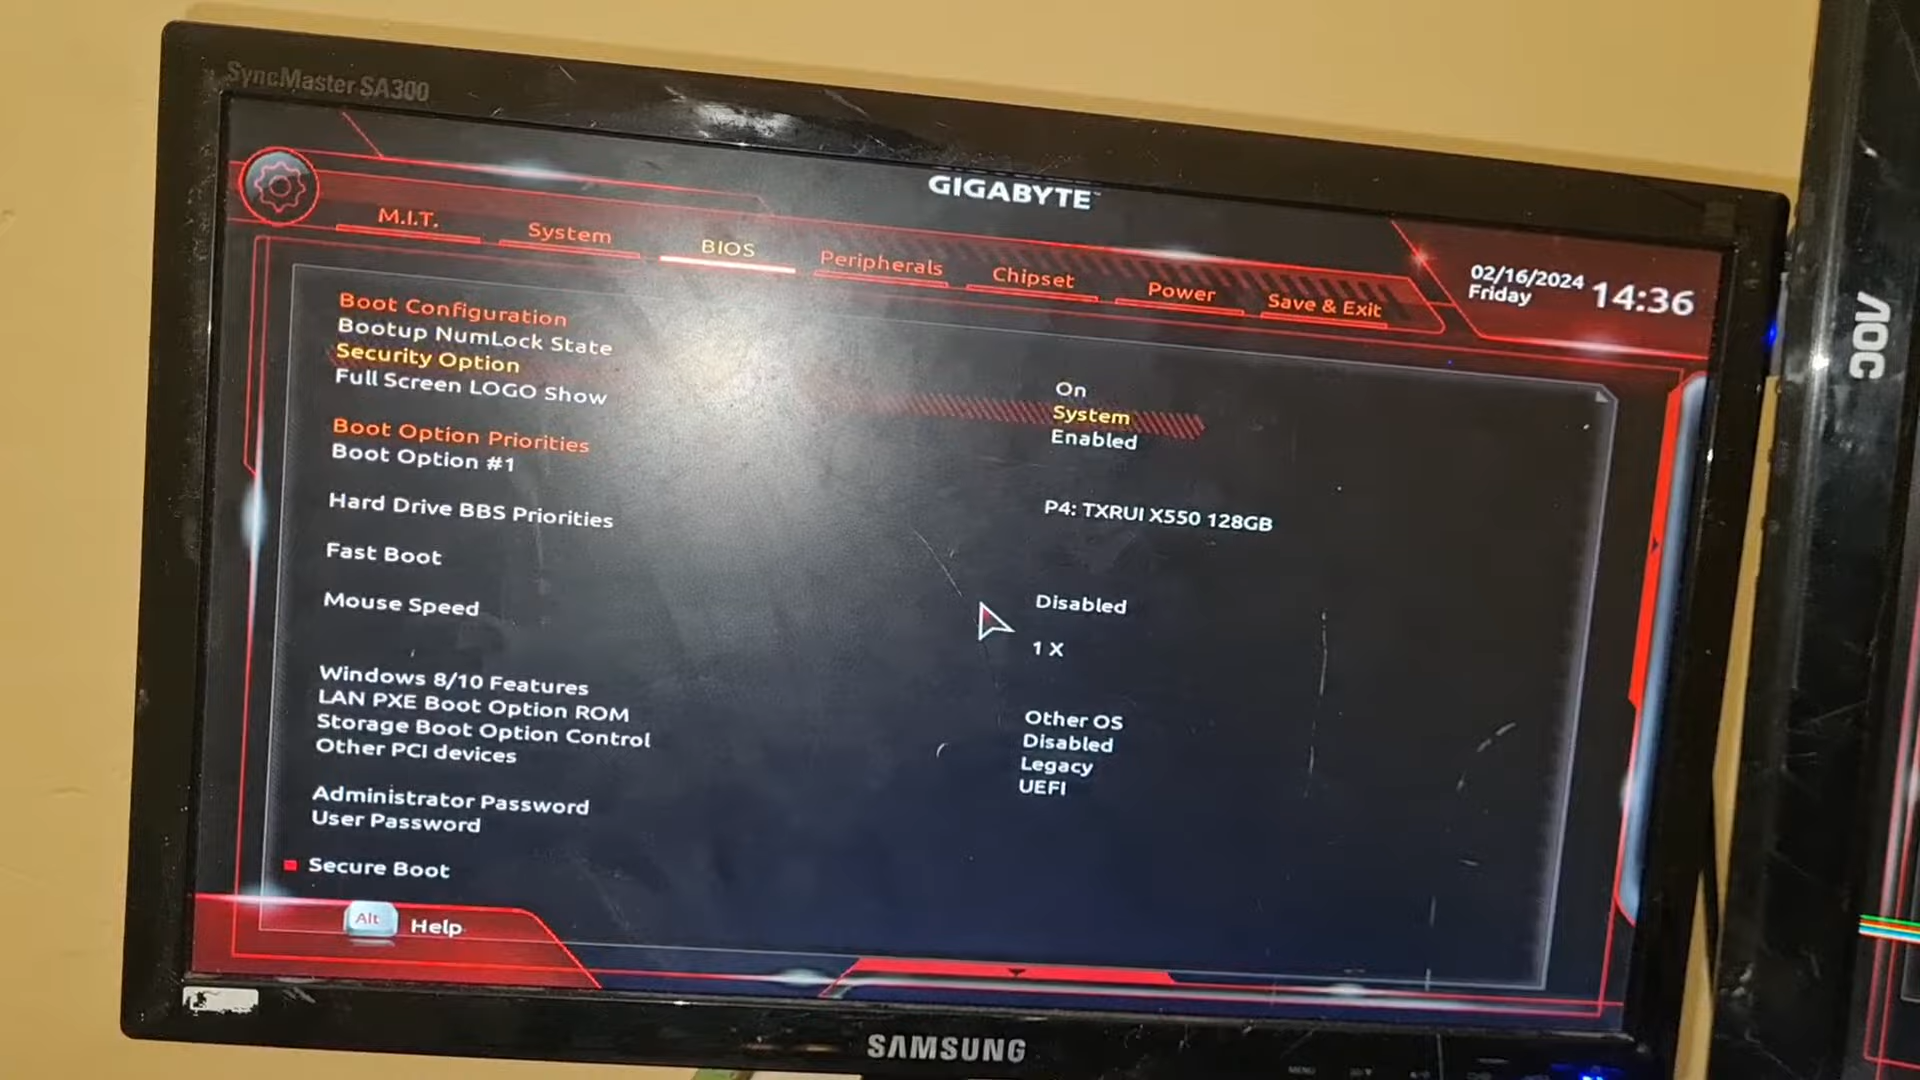 SyncMaster SA300
GIGABYTE™
M.I.T. System BIOS Peripherals Chipset Power Save & Exit
02/16/2024 14:36
Friday
Boot Configuration
Bootup NumLock State On
Security Option System
Full Screen LOGO Show Enabled
Boot Option Priorities
Boot Option #1 P4: TXRUI X550 128GB
Hard Drive BBS Priorities
Fast Boot Disabled
Mouse Speed 1 X
Windows 8/10 Features Other OS
LAN PXE Boot Option ROM Disabled
Storage Boot Option Control Legacy
Other PCI devices UEFI
Administrator Password
User Password
Secure Boot
Alt Help
SAMSUNG
MENU
AOC